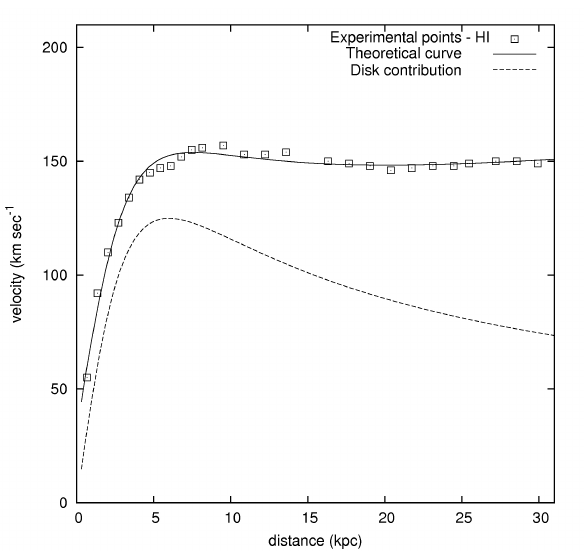 Experimental points - HI
Theoretical curve
Disk contribution
200
150
100
50
0
velocity (km sec⁻¹
0 5 10 15 20 25 30
distance (kpc)